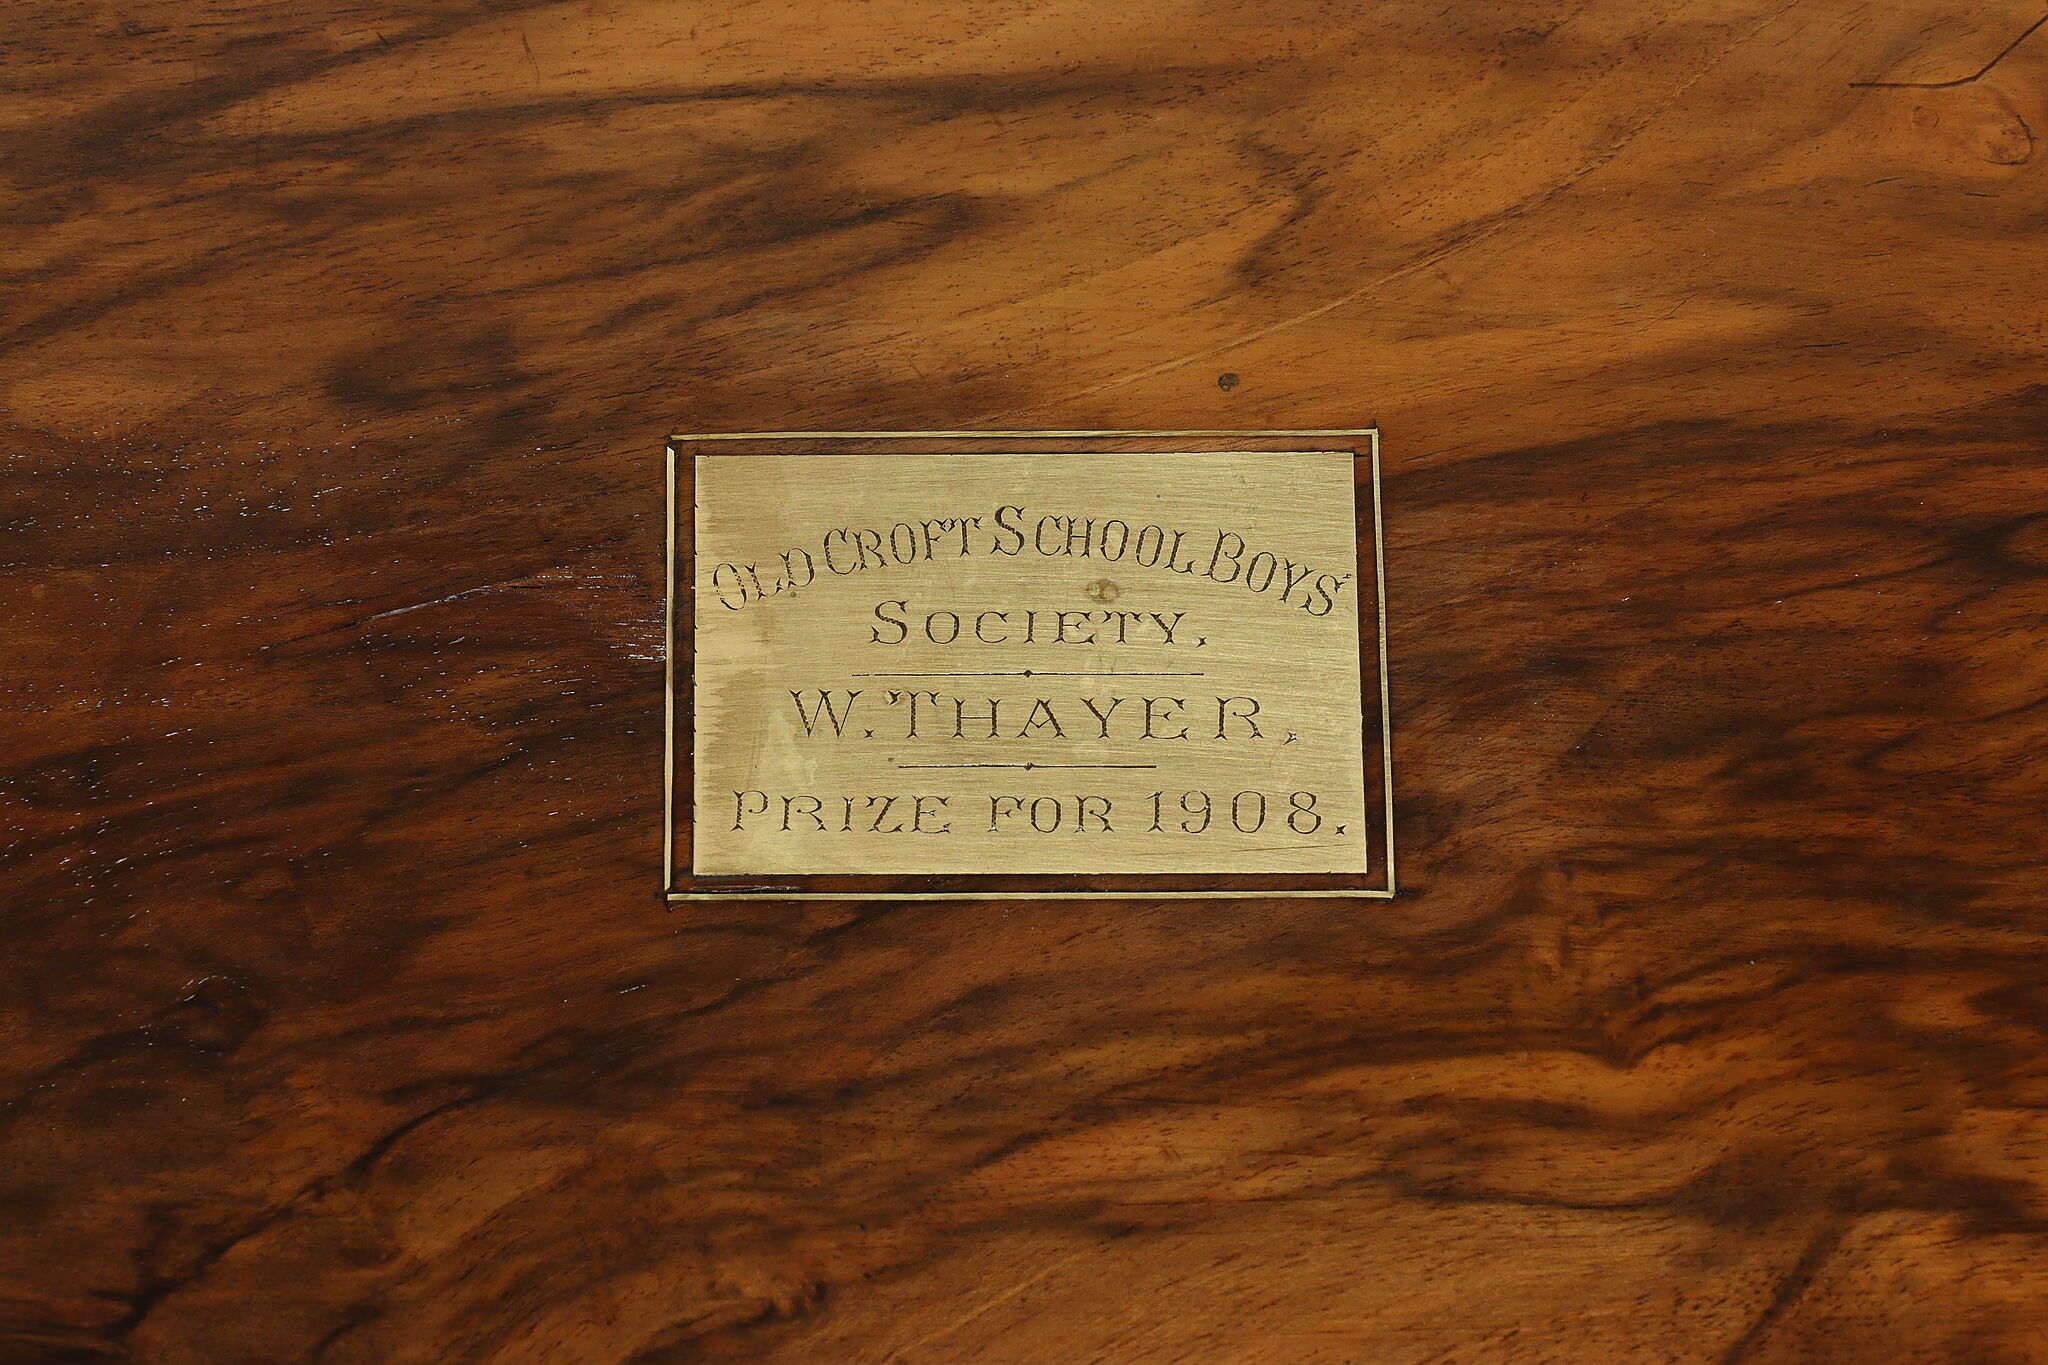 OLD CROFT SCHOOL BOYS'
SOCIETY,
W. THAYER,
PRIZE FOR 1908.